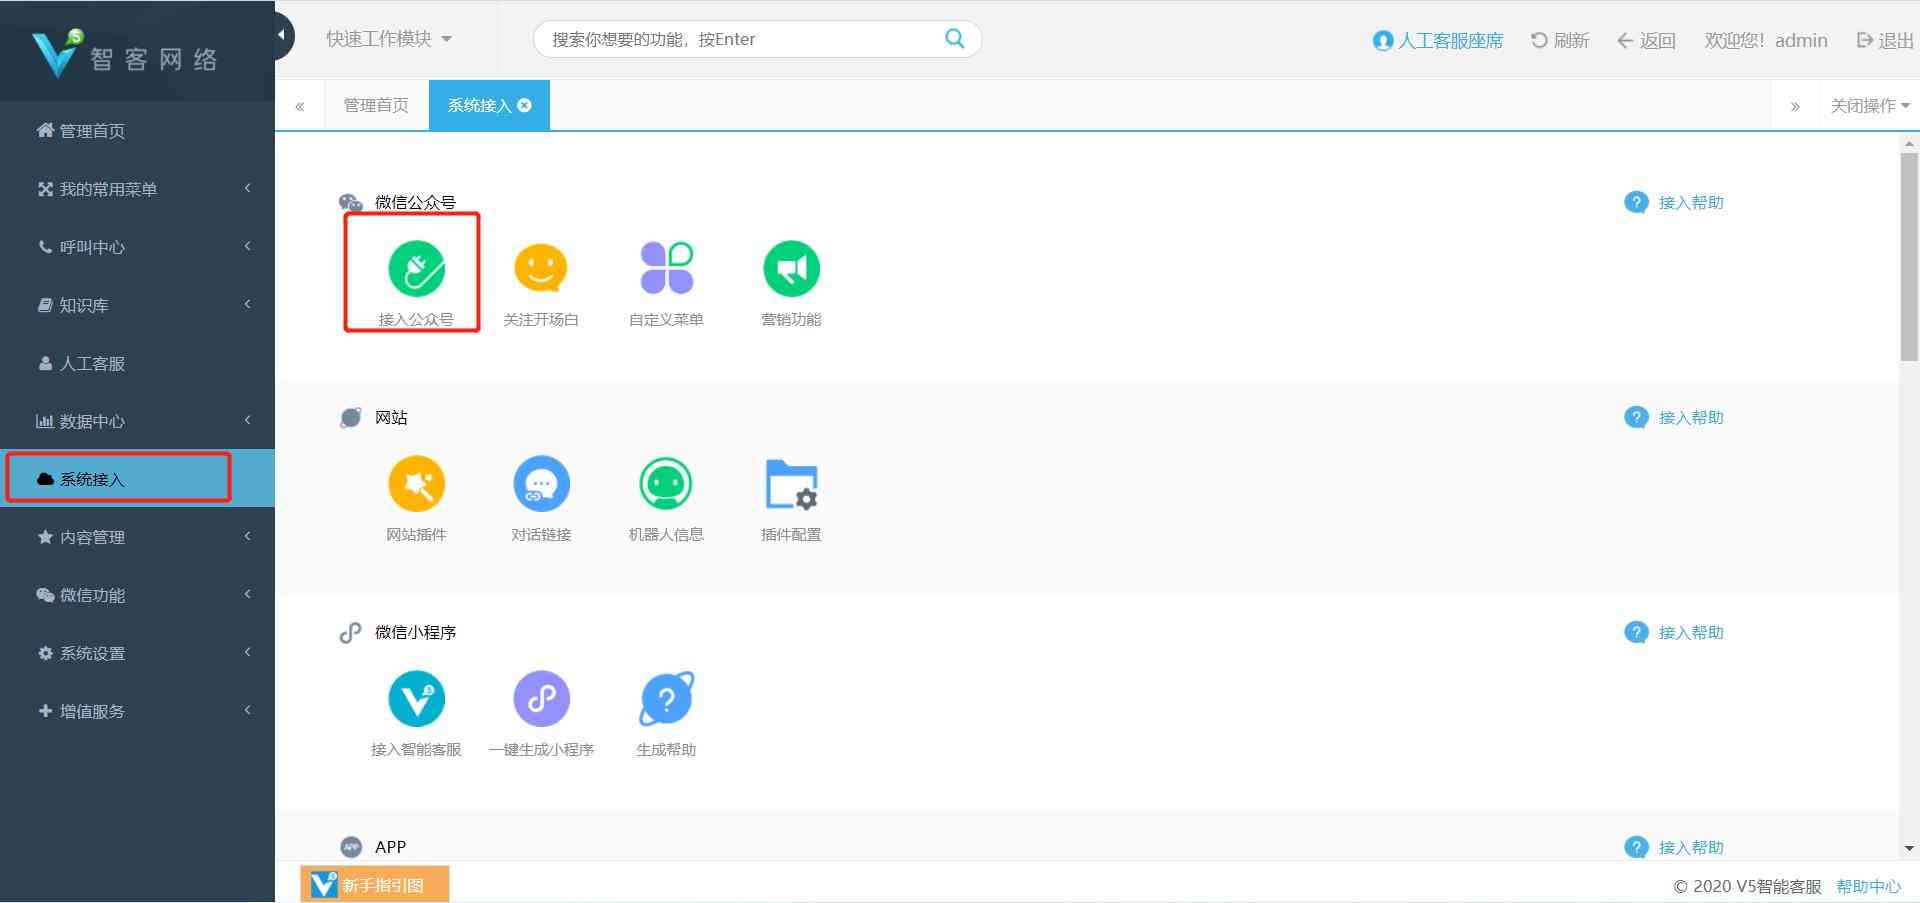 智客网络
快速工作模块
搜索你想要的功能，按Enter
人工客服座席
刷新
返回
欢迎您！admin
退出
管理首页
系统接入
关闭操作
管理首页
我的常用菜单
呼叫中心
知识库
人工客服
数据中心
系统接入
内容管理
微信功能
系统设置
增值服务
微信公众号
接入帮助
接入公众号
关注开场白
自定义菜单
营销功能
网站
接入帮助
网站插件
对话链接
机器人信息
插件配置
微信小程序
接入帮助
接入智能客服
一键生成小程序
生成帮助
APP
APP
接入帮助
新手指引图
© 2020 V5智能客服
帮助中心